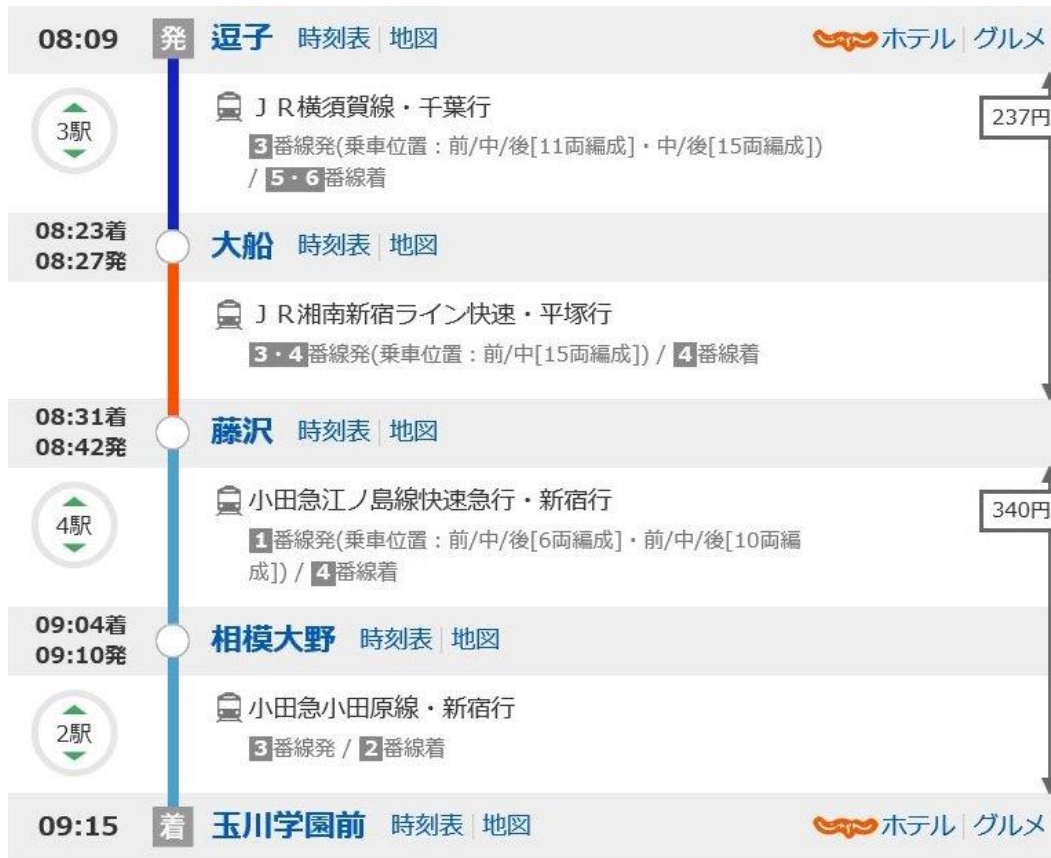 08:09 発 逗子 時刻表 地図 ホテル グルメ
ＪＲ横須賀線・千葉行
237円
3駅
3番線発(乗車位置：前/中/後[11両編成]・中/後[15両編成])
/ 5・6番線着
08:23着
08:27発
大船 時刻表 地図
ＪＲ湘南新宿ライン快速・平塚行
3・4番線発(乗車位置：前/中[15両編成]) / 4番線着
08:31着
08:42発
藤沢 時刻表 地図
小田急江ノ島線快速急行・新宿行
340円
4駅
1番線発(乗車位置：前/中/後[6両編成]・前/中/後[10両編
成]) / 4番線着
09:04着
09:10発
相模大野 時刻表 地図
小田急小田原線・新宿行
2駅
3番線発 / 2番線着
09:15 着 玉川学園前 時刻表 地図 ホテル グルメ